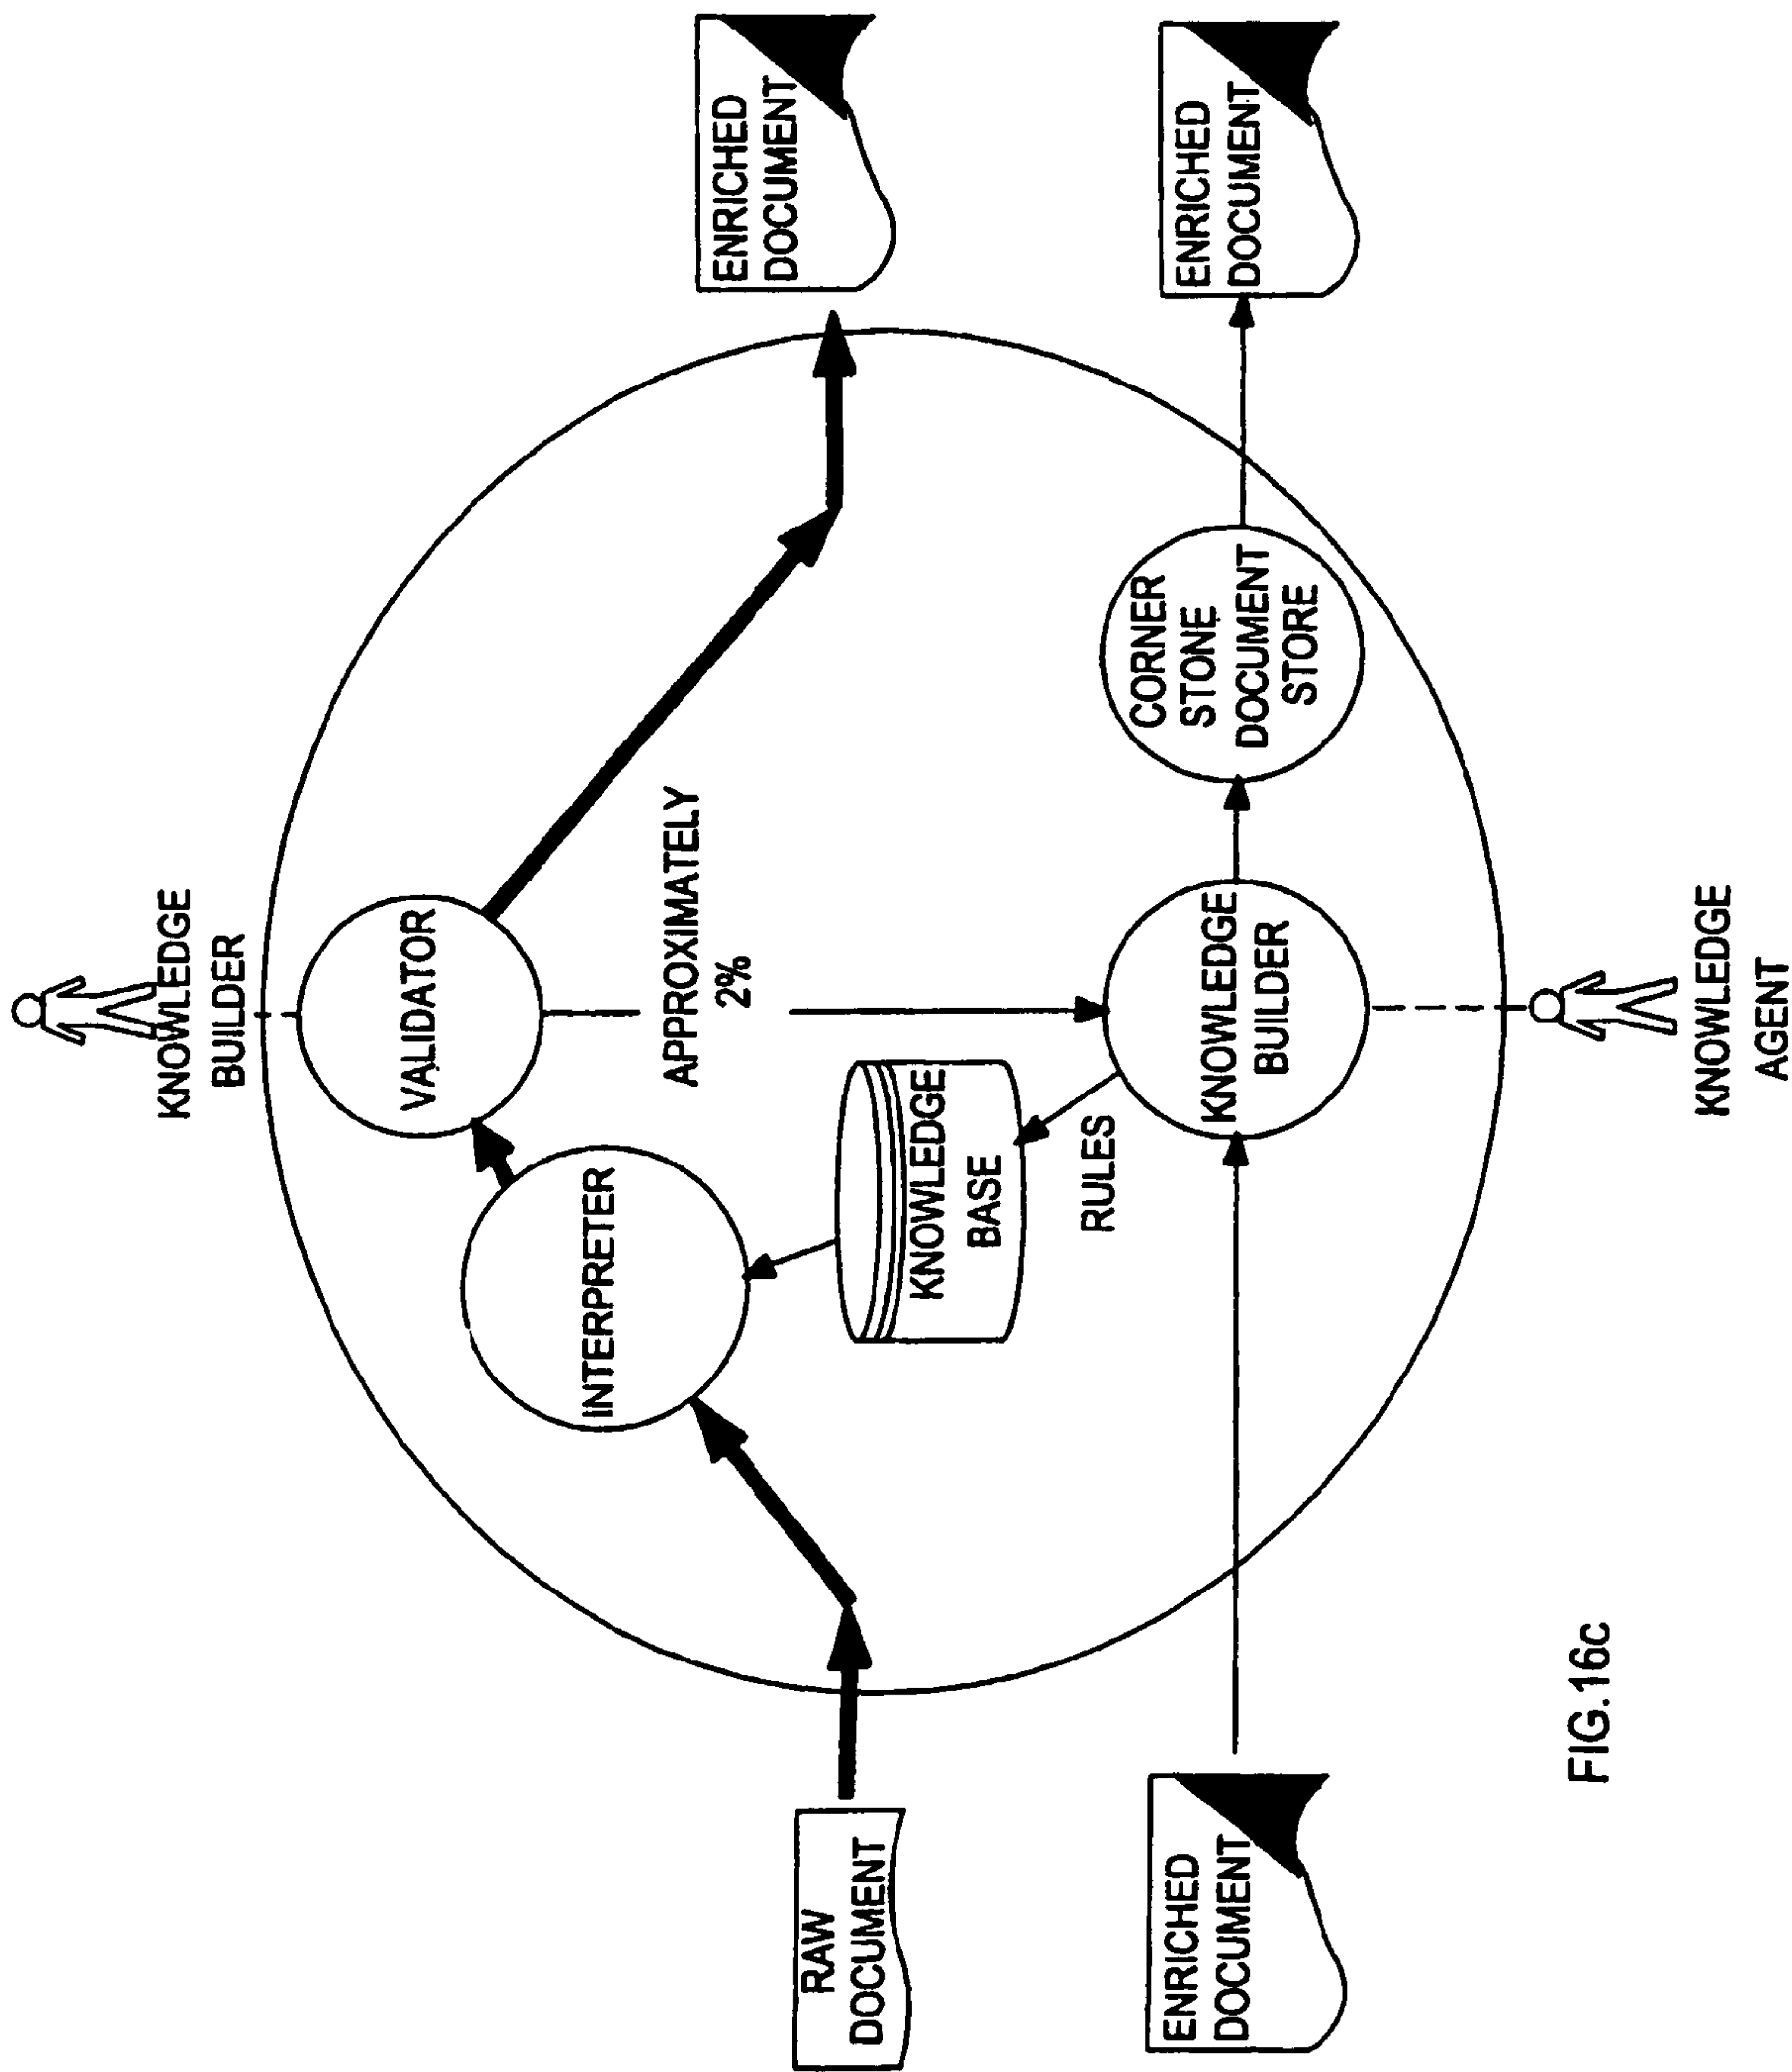 KNOWLEDGE
BUILDER
VALIDATOR
INTERPRETER
APPROXIMATELY
2%
ENRICHED
DOCUMENT
RAW
DOCUMENT
KNOWLEDGE
BASE
RULES
KNOWLEDGE
BUILDER
CORNER
STONE
DOCUMENT
STORE
ENRICHED
DOCUMENT
ENRICHED
DOCUMENT
KNOWLEDGE
AGENT
FIG.16c